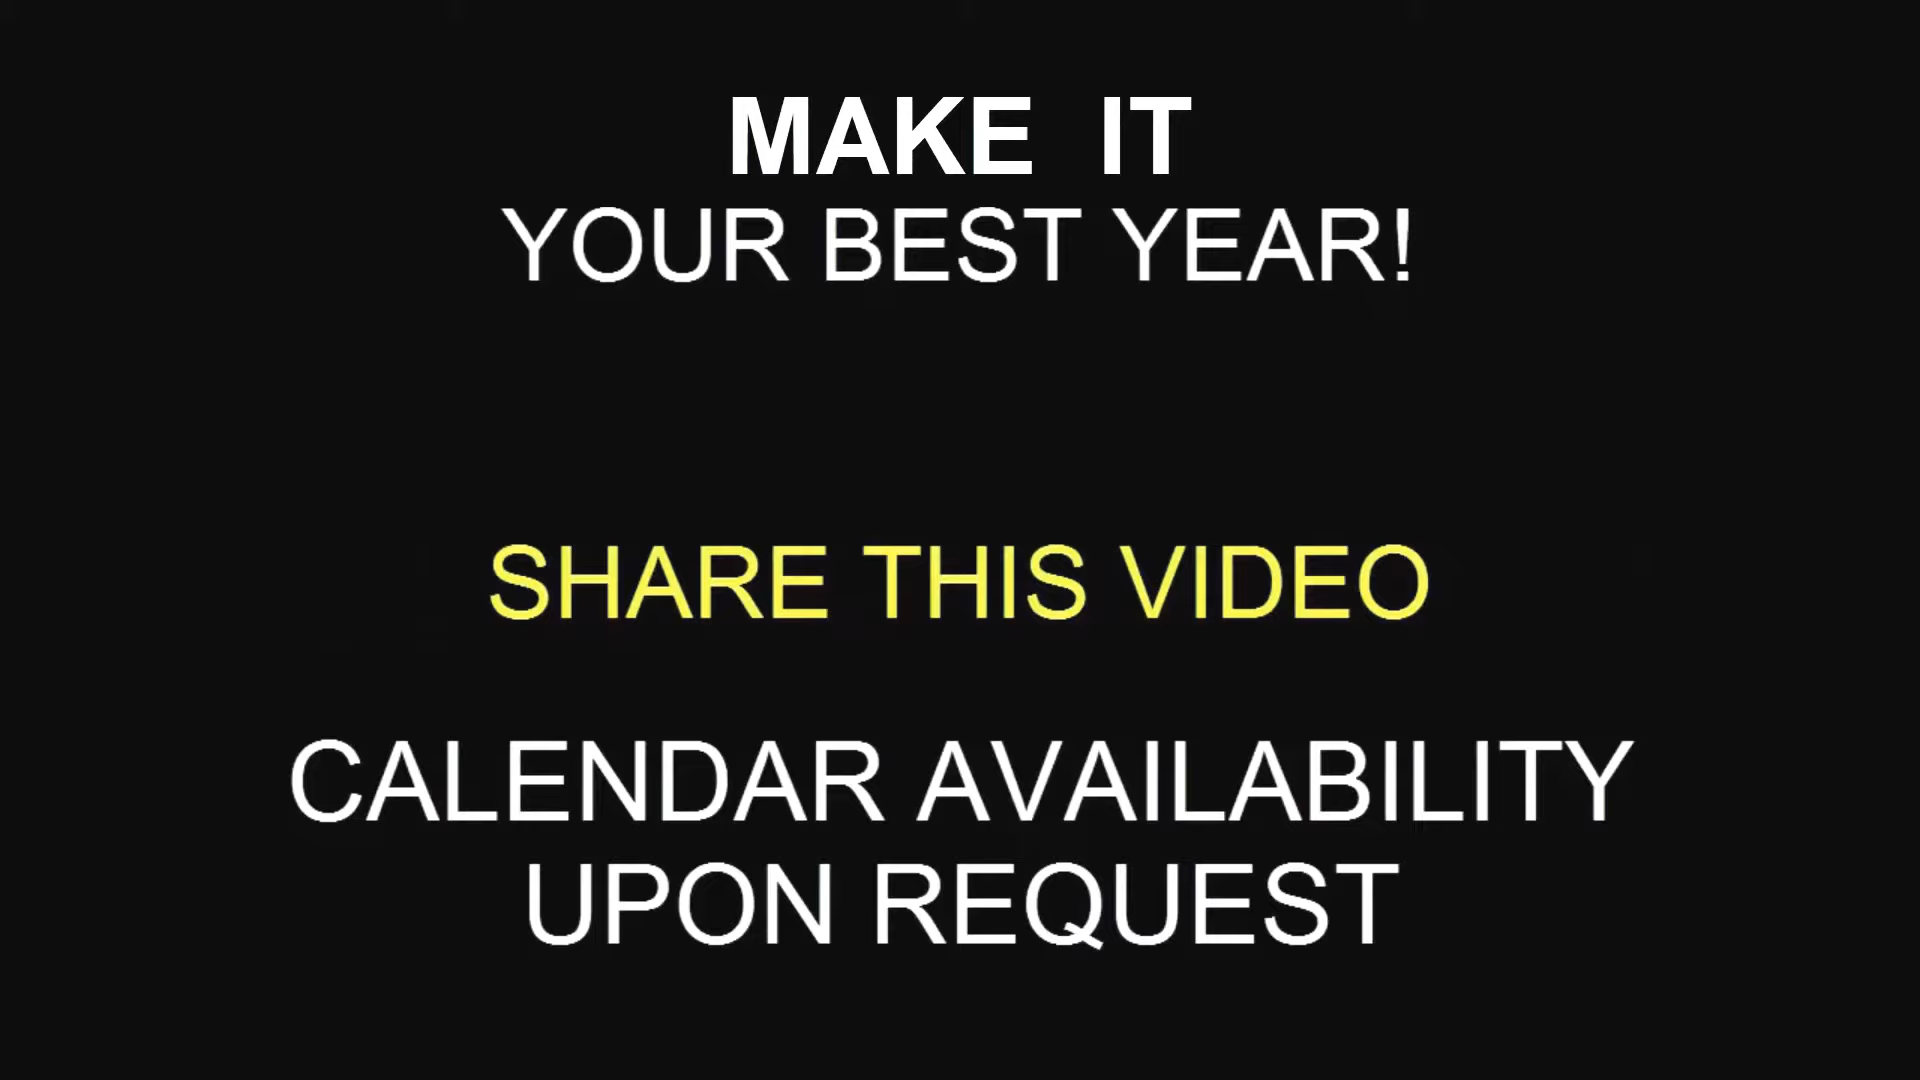 MAKE IT
YOUR BEST YEAR!
SHARE THIS VIDEO
CALENDAR AVAILABILITY
UPON REQUEST